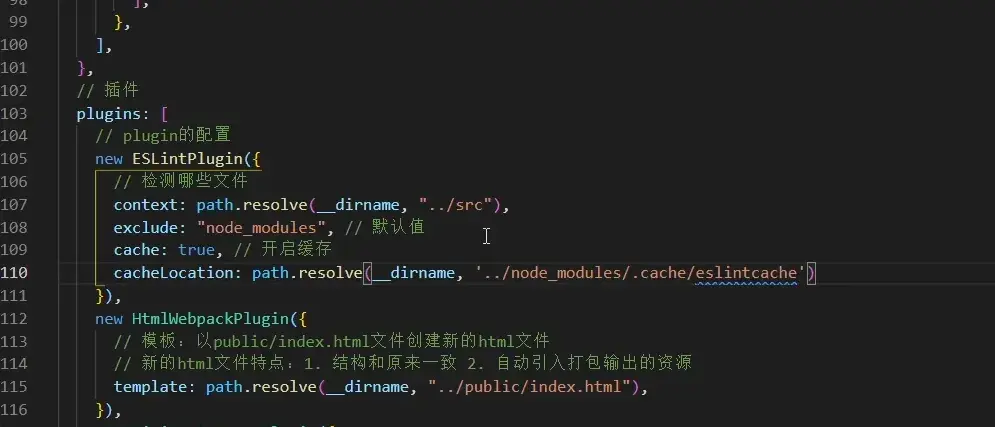 98 ],
99 },
100 ],
101 },
102 // 插件
103 plugins: [
104 // plugin的配置
105 new ESLintPlugin({
106 // 检测哪些文件
107 context: path.resolve(__dirname, "../src"),
108 exclude: "node_modules", // 默认值
109 cache: true, // 开启缓存
110 cacheLocation: path.resolve(__dirname, '../node_modules/.cache/eslintcache')
111 }),
112 new HtmlWebpackPlugin({
113 // 模板: 以public/index.html文件创建新的html文件
114 // 新的html文件特点: 1. 结构和原来一致 2. 自动引入打包输出的资源
115 template: path.resolve(__dirname, "../public/index.html"),
116 }),